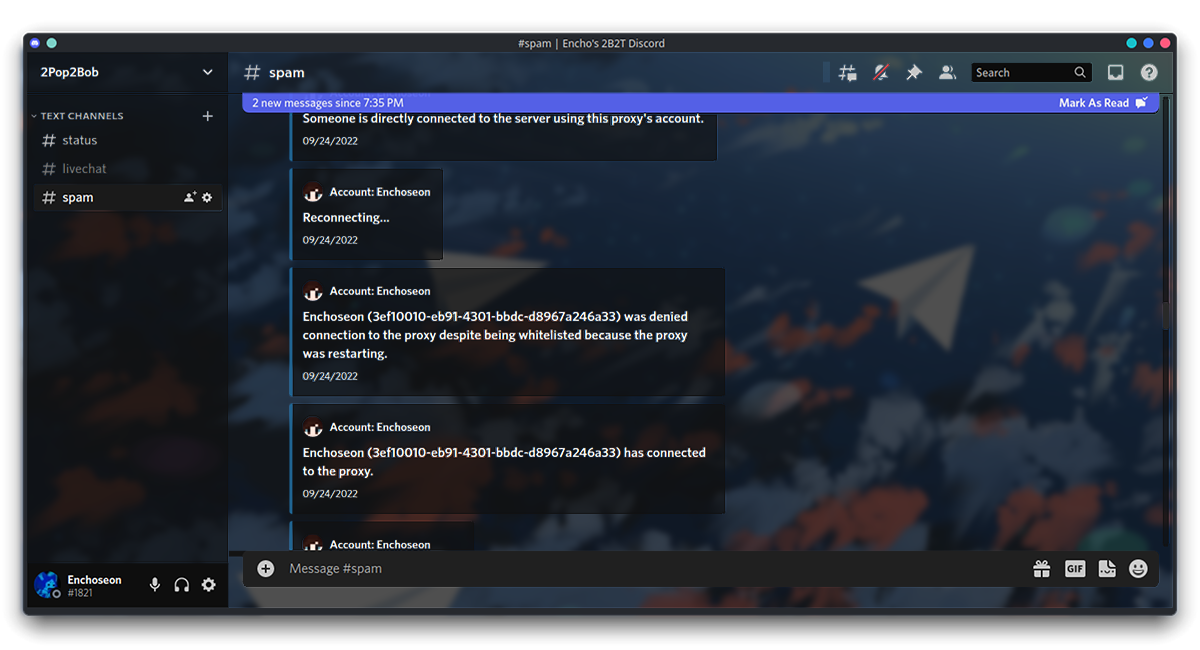 #spam | Encho's 2B2T Discord
2Pop2Bob
spam
Search
2 new messages since 7:35 PM
Mark As Read
TEXT CHANNELS
status
livechat
spam
Someone is directly connected to the server using this proxy's account.
09/24/2022
Account: Enchoseon
Reconnecting...
09/24/2022
Account: Enchoseon
Enchoseon (3ef10010-eb91-4301-bbdc-d8967a246a33) was denied
connection to the proxy despite being whitelisted because the proxy
was restarting.
09/24/2022
Account: Enchoseon
Enchoseon (3ef10010-eb91-4301-bbdc-d8967a246a33) has connected
to the proxy.
09/24/2022
Account: Enchoseon
Message #spam
GIF
Enchoseon
#1821